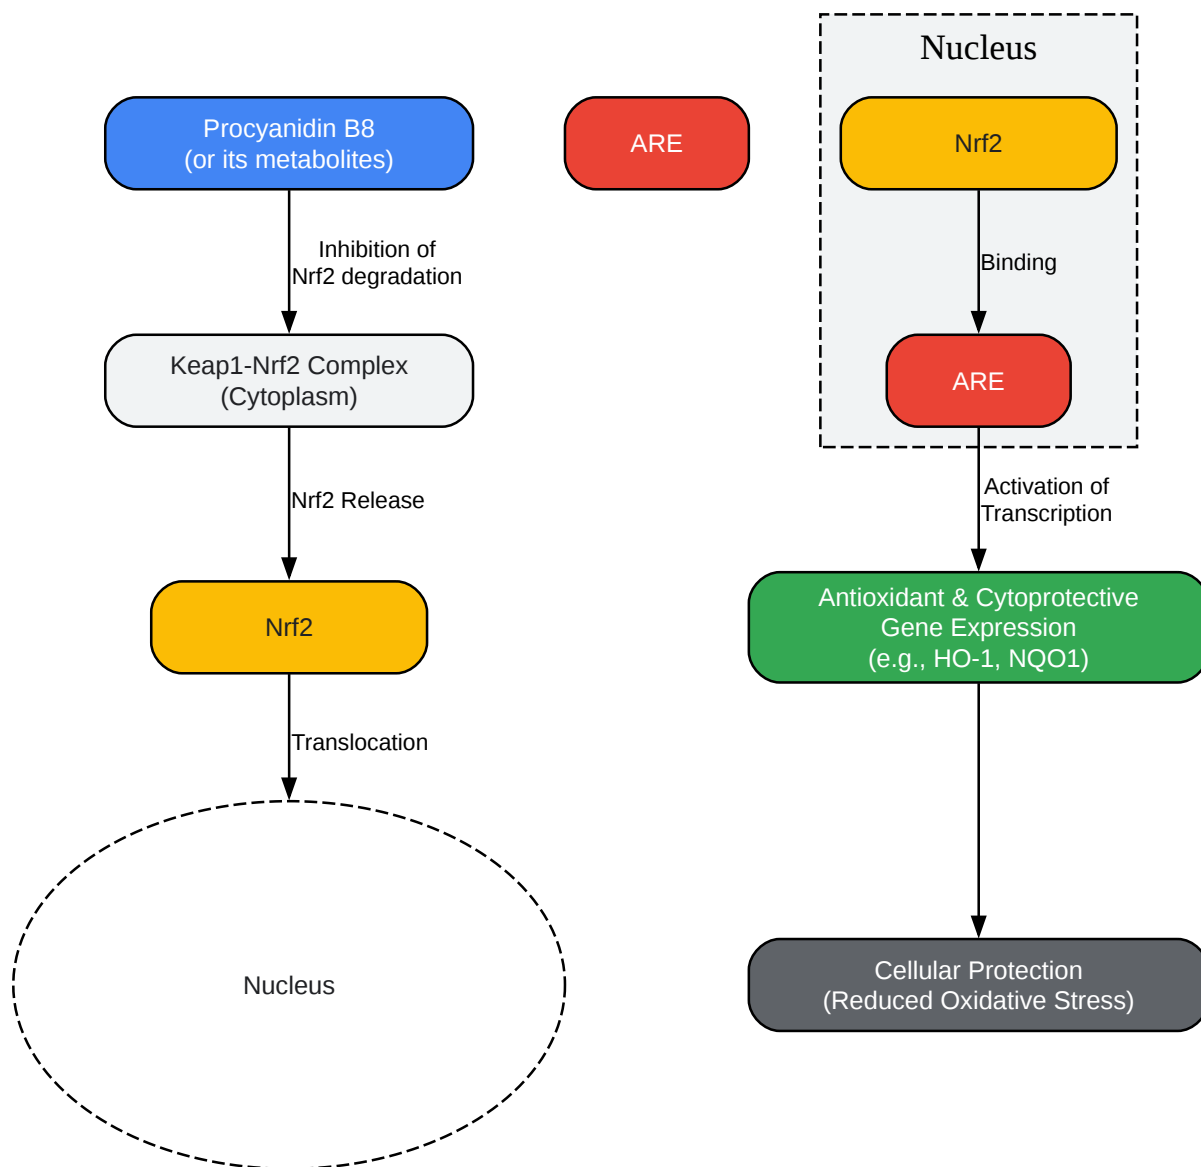 Procyanidin B8
(or its metabolites)
Inhibition of
Nrf2 degradation
Keap1-Nrf2 Complex
(Cytoplasm)
Nrf2 Release
Nrf2
Translocation
Nucleus
ARE
Nucleus
Nrf2
Binding
ARE
Activation of
Transcription
Antioxidant & Cytoprotective
Gene Expression
(e.g., HO-1, NQO1)
Cellular Protection
(Reduced Oxidative Stress)